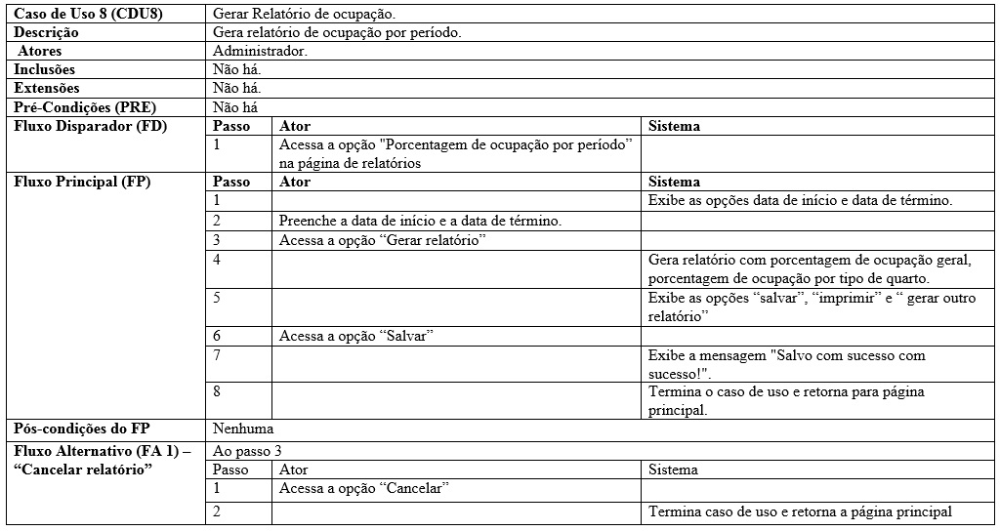 Caso de Uso 8 (CDU8) Gerar Relatório de ocupação.
Descrição Gera relatório de ocupação por período.
Atores Administrador.
Inclusões Não há.
Extensões Não há.
Pré-Condições (PRE) Não há
Fluxo Disparador (FD) Passo Ator Sistema
1 Acessa a opção "Porcentagem de ocupação por período”
na página de relatórios
Fluxo Principal (FP) Passo Ator Sistema
1 Exibe as opções data de início e data de término.
2 Preenche a data de início e a data de término.
3 Acessa a opção “Gerar relatório”
4 Gera relatório com porcentagem de ocupação geral,
porcentagem de ocupação por tipo de quarto.
5 Exibe as opções “salvar”, “imprimir” e “ gerar outro
relatório”
6 Acessa a opção “Salvar”
7 Exibe a mensagem "Salvo com sucesso com
sucesso!".
8 Termina o caso de uso e retorna para página
principal.
Pós-condições do FP Nenhuma
Fluxo Alternativo (FA 1) – Ao passo 3
“Cancelar relatório” Passo Ator Sistema
1 Acessa a opção “Cancelar”
2 Termina caso de uso e retorna a página principal